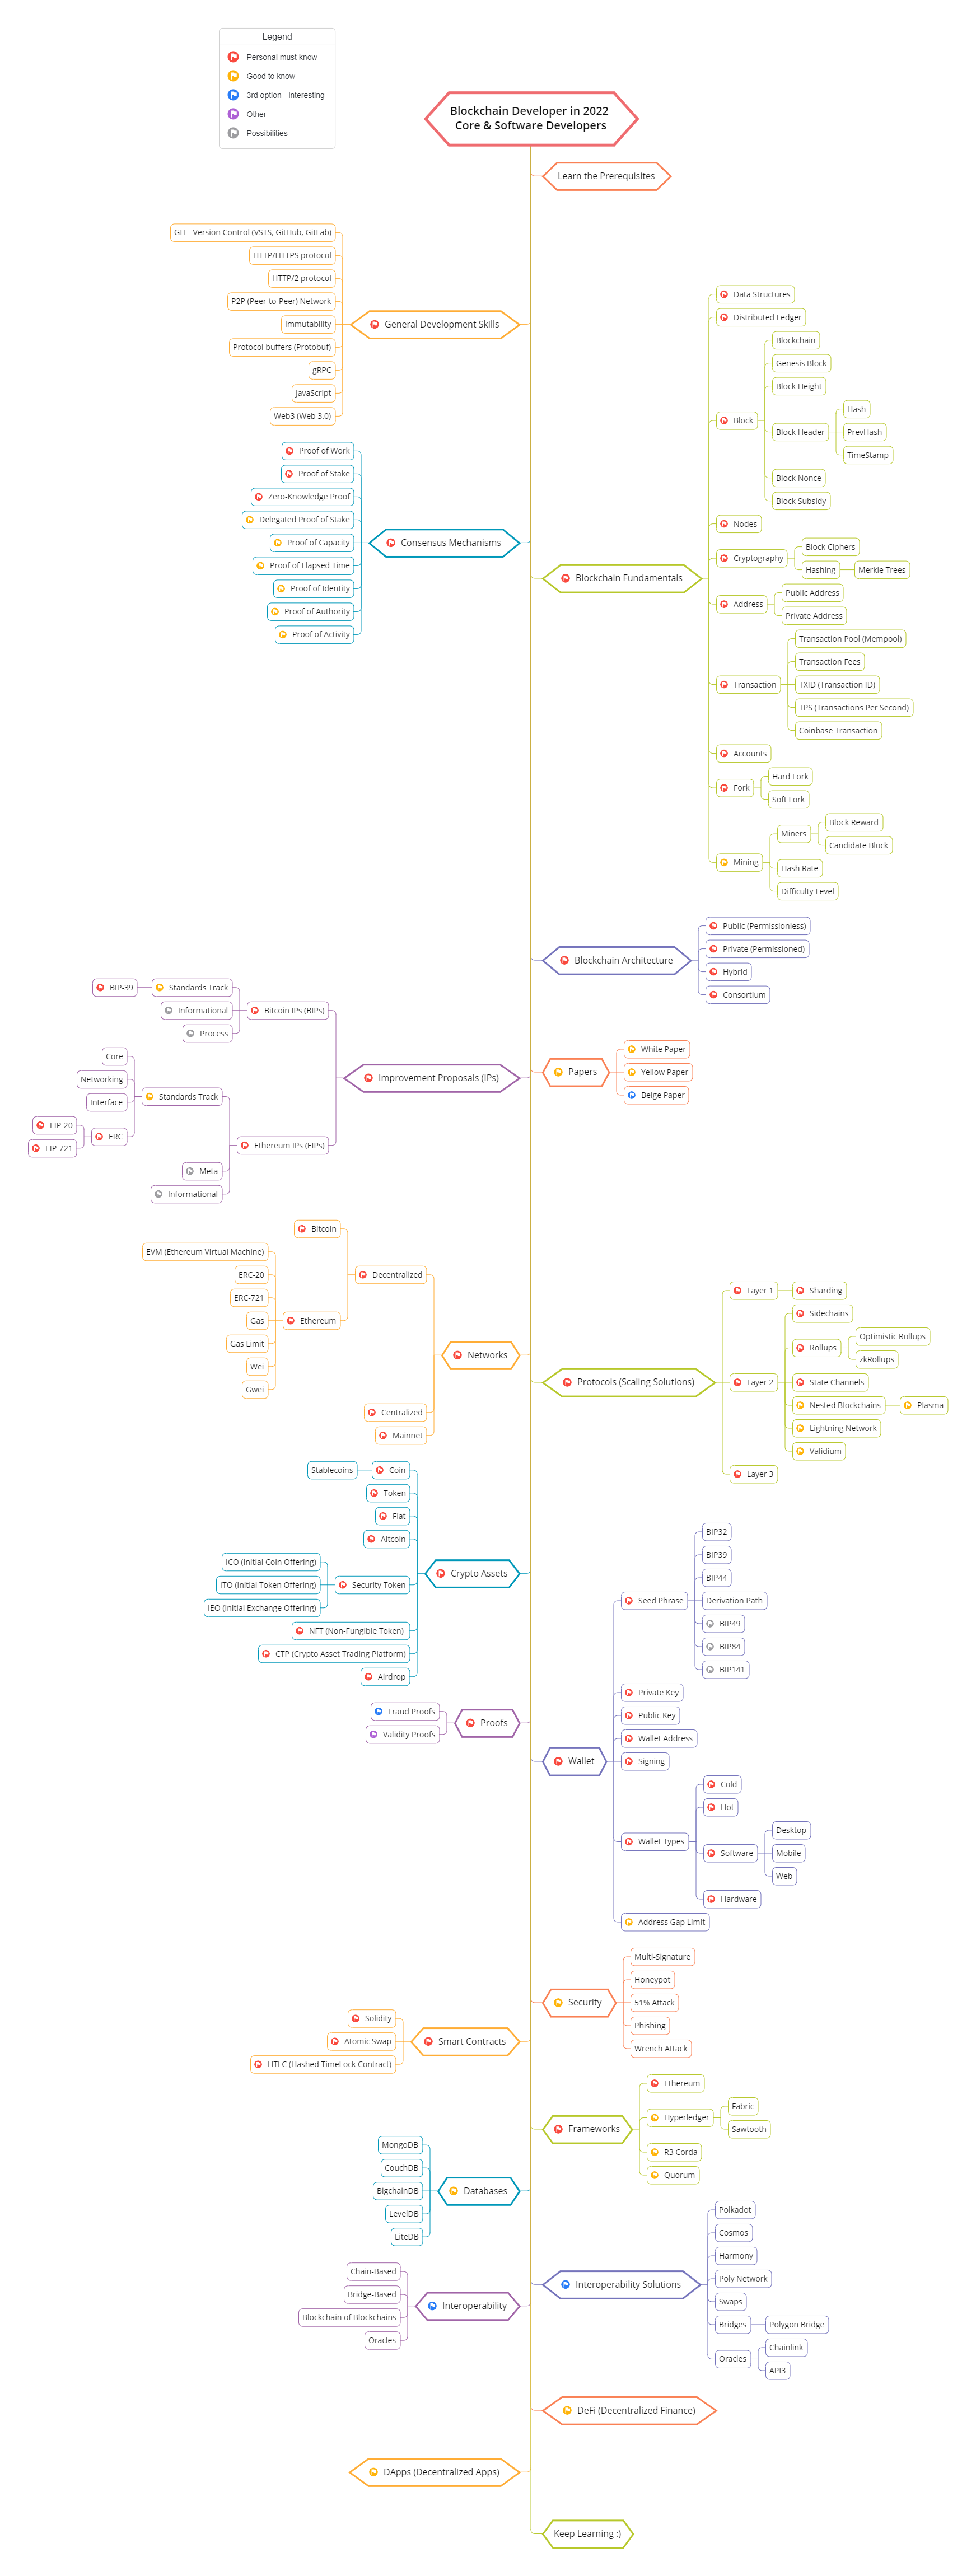 Legend
Personal must know
Good to know
3rd option - interesting
Other
Possibilities
Blockchain Developer in 2022
Core & Software Developers
Learn the Prerequisites
GIT - Version Control (VSTS, GitHub, GitLab)
HTTP/HTTPS protocol
HTTP/2 protocol
P2P (Peer-to-Peer) Network
Immutability
Protocol buffers (Protobuf)
gRPC
JavaScript
Web3 (Web 3.0)
General Development Skills
Data Structures
Distributed Ledger
Blockchain
Genesis Block
Block Height
Block
Block Header
Hash
PrevHash
TimeStamp
Block Nonce
Block Subsidy
Nodes
Cryptography
Block Ciphers
Hashing
Merkle Trees
Blockchain Fundamentals
Address
Public Address
Private Address
Transaction
Transaction Pool (Mempool)
Transaction Fees
TXID (Transaction ID)
TPS (Transactions Per Second)
Coinbase Transaction
Accounts
Fork
Hard Fork
Soft Fork
Mining
Miners
Block Reward
Candidate Block
Hash Rate
Difficulty Level
Proof of Work
Proof of Stake
Zero-Knowledge Proof
Delegated Proof of Stake
Proof of Capacity
Proof of Elapsed Time
Proof of Identity
Proof of Authority
Proof of Activity
Consensus Mechanisms
Blockchain Architecture
Public (Permissionless)
Private (Permissioned)
Hybrid
Consortium
BIP-39
Standards Track
Informational
Process
Bitcoin IPs (BIPs)
Improvement Proposals (IPs)
Core
Networking
Interface
Standards Track
EIP-20
EIP-721
ERC
Ethereum IPs (EIPs)
Meta
Informational
Papers
White Paper
Yellow Paper
Beige Paper
Bitcoin
EVM (Ethereum Virtual Machine)
ERC-20
ERC-721
Gas
Gas Limit
Wei
Gwei
Ethereum
Decentralized
Networks
Centralized
Mainnet
Protocols (Scaling Solutions)
Layer 1
Sharding
Sidechains
Rollups
Optimistic Rollups
zkRollups
Layer 2
State Channels
Nested Blockchains
Plasma
Lightning Network
Validium
Layer 3
Stablecoins
Coin
Token
Fiat
Altcoin
ICO (Initial Coin Offering)
ITO (Initial Token Offering)
IEO (Initial Exchange Offering)
Security Token
Crypto Assets
NFT (Non-Fungible Token)
CTP (Crypto Asset Trading Platform)
Airdrop
Fraud Proofs
Validity Proofs
Proofs
Wallet
Seed Phrase
BIP32
BIP39
BIP44
Derivation Path
BIP49
BIP84
BIP141
Private Key
Public Key
Wallet Address
Signing
Wallet Types
Cold
Hot
Software
Desktop
Mobile
Web
Hardware
Address Gap Limit
Security
Multi-Signature
Honeypot
51% Attack
Phishing
Wrench Attack
Solidity
Atomic Swap
HTLC (Hashed TimeLock Contract)
Smart Contracts
Frameworks
Ethereum
Hyperledger
Fabric
Sawtooth
R3 Corda
Quorum
MongoDB
CouchDB
BigchainDB
LevelDB
LiteDB
Databases
Interoperability Solutions
Polkadot
Cosmos
Harmony
Poly Network
Swaps
Bridges
Polygon Bridge
Oracles
Chainlink
API3
Chain-Based
Bridge-Based
Blockchain of Blockchains
Oracles
Interoperability
DeFi (Decentralized Finance)
DApps (Decentralized Apps)
Keep Learning :)